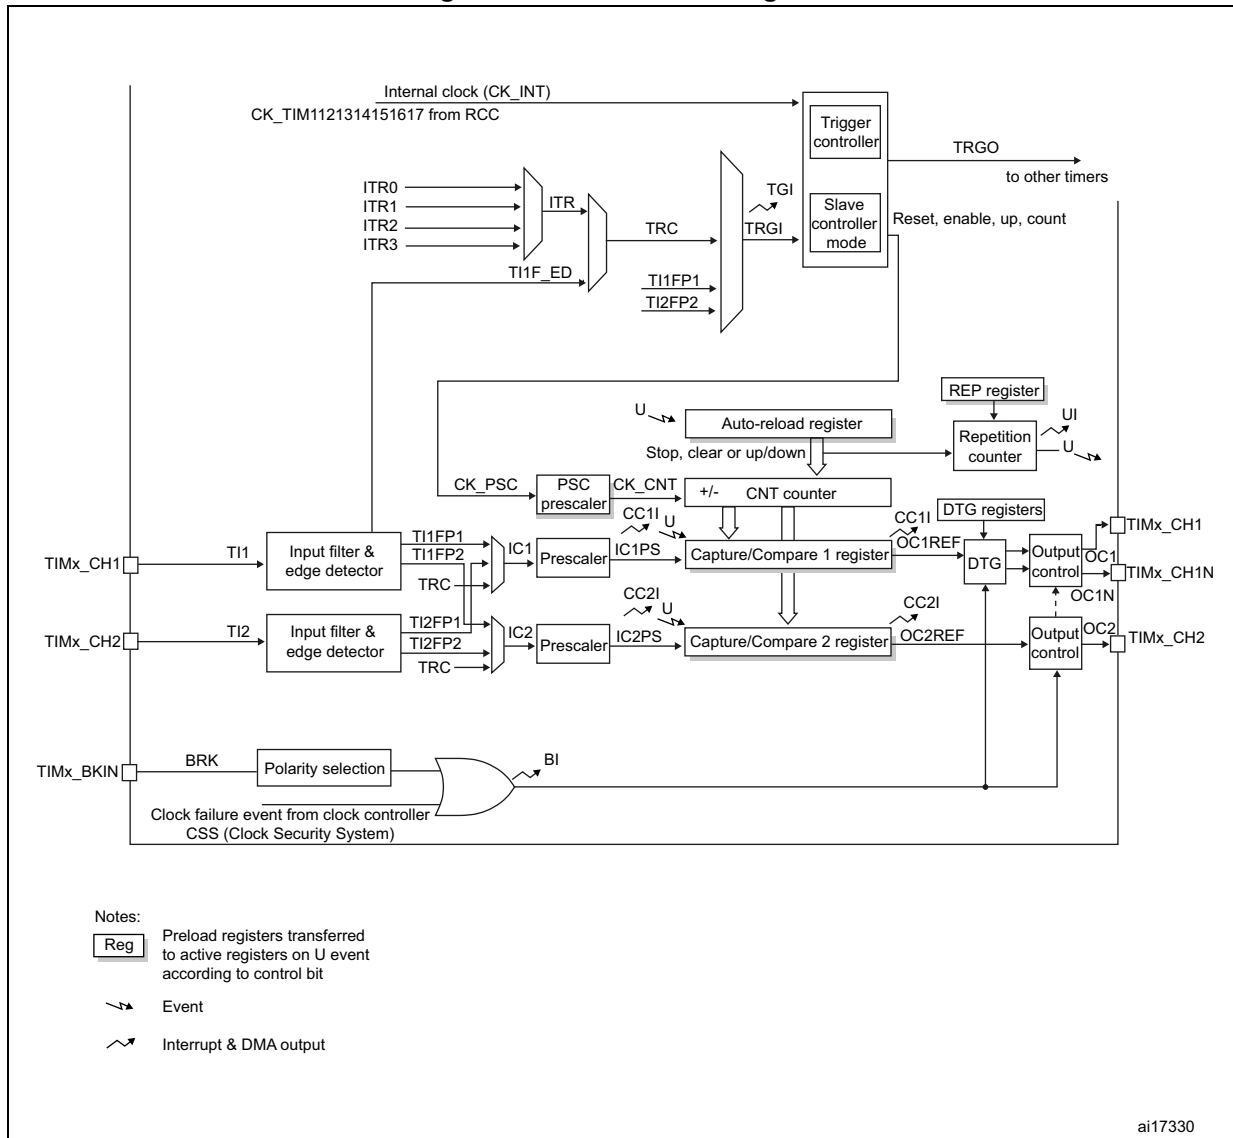 Internal clock (CK_INT)
CK_TIM1121314151617 from RCC
Trigger
controller
TRGO
to other timers
ITR0
ITR1
ITR2
ITR3
ITR
TGI
TRC
TRGI
Slave
controller
mode
Reset, enable, up, count
TI1F_ED
TI1FP1
TI2FP2
REP register
U
Auto-reload register
UI
Repetition
counter
U
Stop, clear or up/down
CK_PSC
PSC
prescaler
CK_CNT
+/-
CNT counter
DTG registers
CC1I
U
CC1I
TIMx_CH1
TI1
Input filter &
edge detector
TI1FP1
TI1FP2
TRC
IC1
Prescaler
IC1PS
Capture/Compare 1 register
OC1REF
DTG
Output
control
OC1
TIMx_CH1
TIMx_CH1N
OC1N
CC2I
U
CC2I
TIMx_CH2
TI2
Input filter &
edge detector
TI2FP1
TI2FP2
TRC
IC2
Prescaler
IC2PS
Capture/Compare 2 register
OC2REF
Output
control
OC2
TIMx_CH2
TIMx_BKIN
BRK
Polarity selection
BI
Clock failure event from clock controller
CSS (Clock Security System)
Notes:
Reg
Preload registers transferred
to active registers on U event
according to control bit
Event
Interrupt & DMA output
ai17330